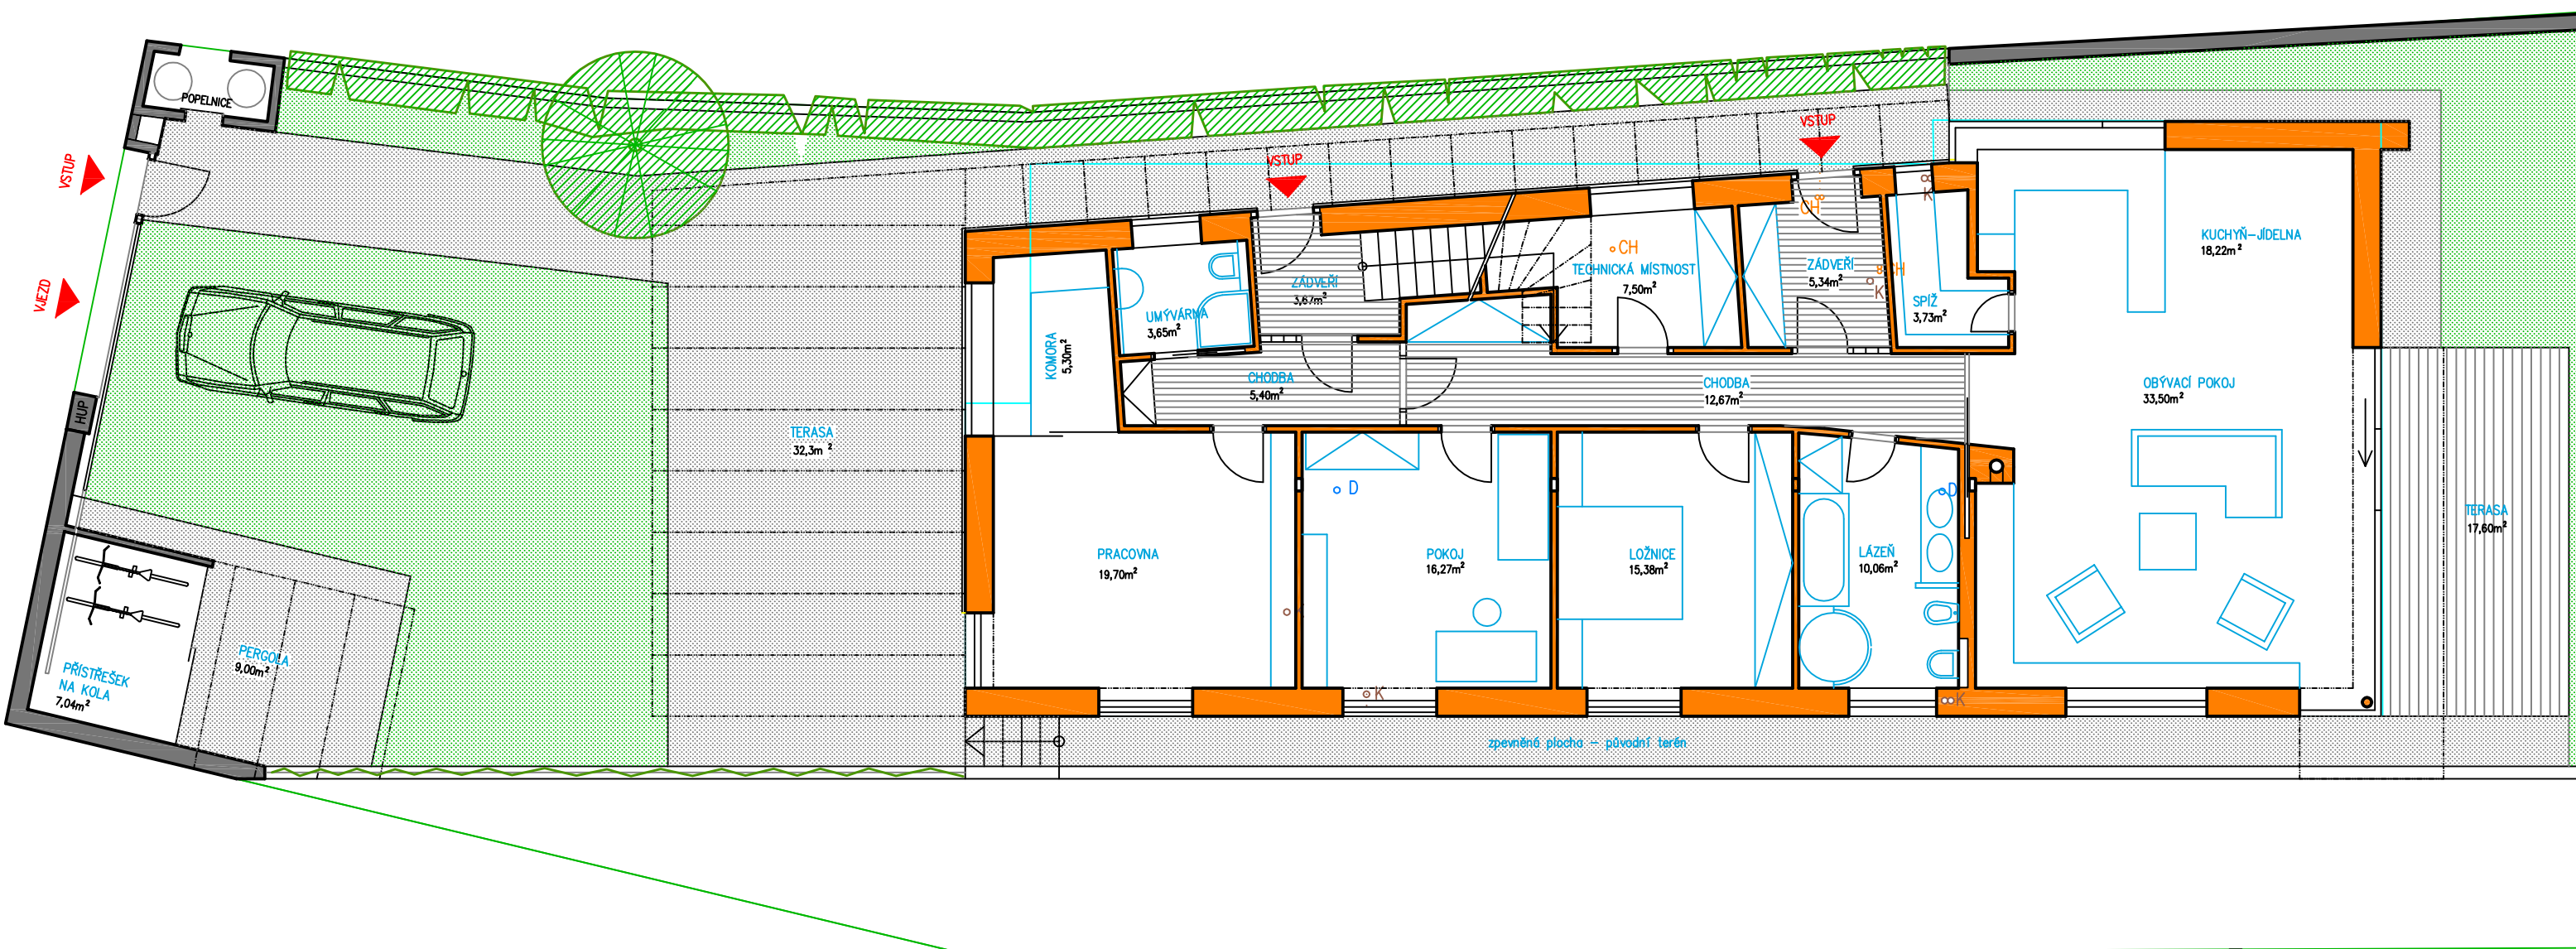 POPELNICE
VSTUP
VJEZD
HUP
PŘÍSTŘEŠEK
NA KOLA
7,04m²
PERGOLA
9,00m²
TERASA
32,3m ²
VSTUP
VSTUP
KOMORA
5,30m²
UMÝVÁRNA
3,65m²
ZÁDVEŘÍ
3,67m²
CH
TECHNICKÁ MÍSTNOST
7,50m²
CH
ZÁDVEŘÍ
5,34m²
CH
K
K
SPÍŽ
3,73m²
KUCHYŇ-JÍDELNA
18,22m²
CHODBA
5,40m²
CHODBA
12,67m²
OBÝVACÍ POKOJ
33,50m²
PRACOVNA
19,70m²
D
POKOJ
16,27m²
K
LOŽNICE
15,38m²
D
LÁZEŇ
10,06m²
K
TERASA
17,60m²
zpevněná plocha – původní terén